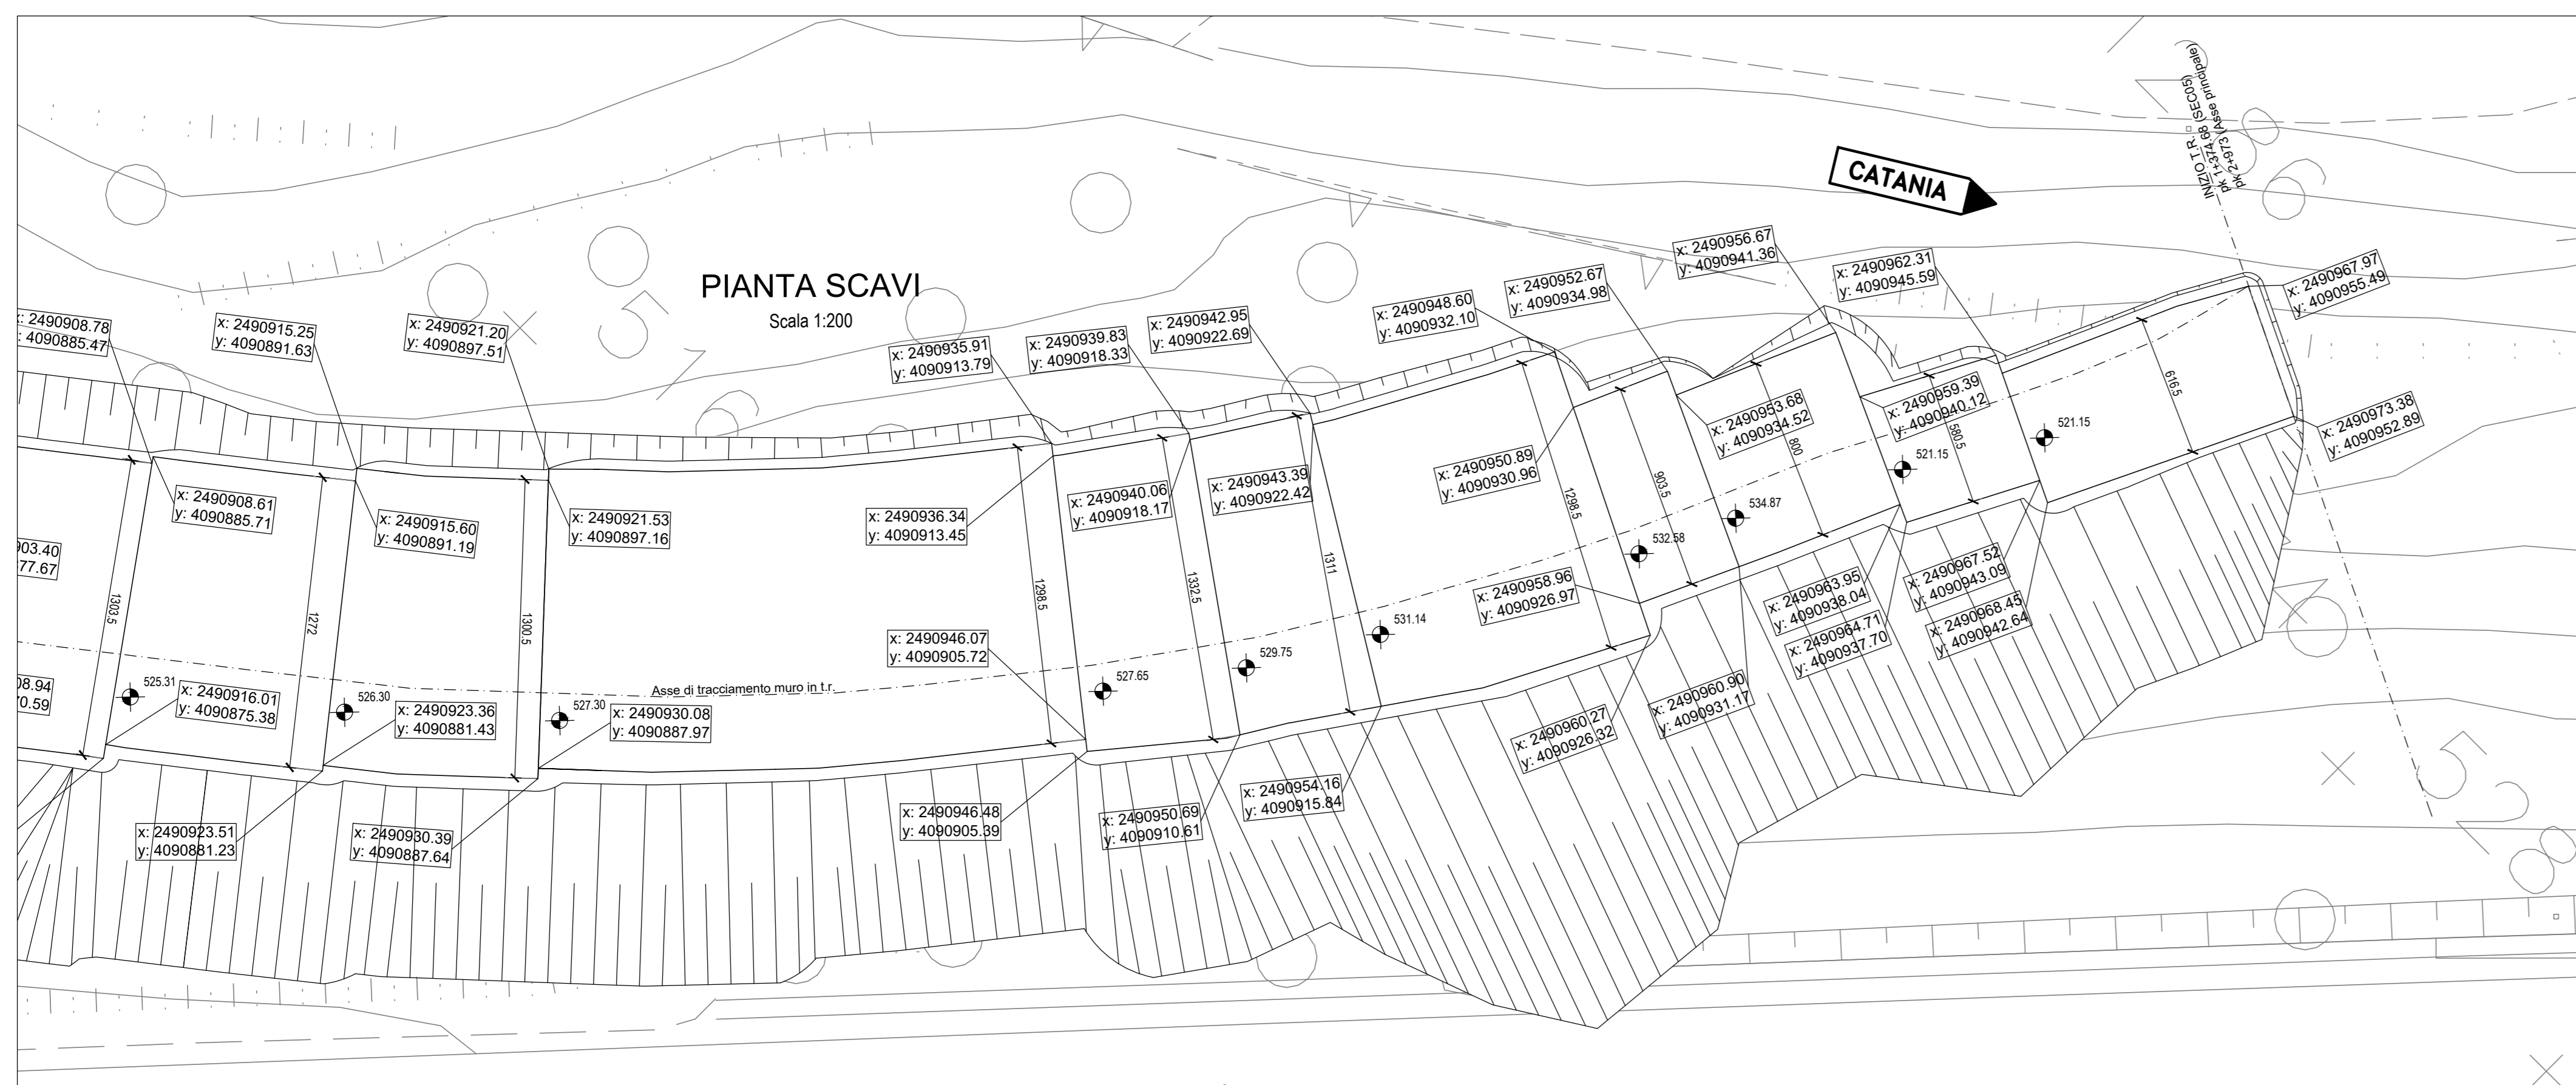 PIANTA SCAVI
Scala 1:200
CATANIA
INIZIO T.R. (SEC05)
pk 1+374.68
pk 2+973 (Asse principale)
x: 2490908.78
: 4090885.47
x: 2490915.25
y: 4090891.63
x: 2490921.20
y: 4090897.51
x: 2490935.91
y: 4090913.79
x: 2490939.83
y: 4090918.33
x: 2490942.95
y: 4090922.69
x: 2490948.60
y: 4090932.10
x: 2490952.67
y: 4090934.98
x: 2490956.67
y: 4090941.36
x: 2490962.31
y: 4090945.59
x: 2490967.97
y: 4090955.49
x: 2490973.38
y: 4090952.89
x: 2490908.61
y: 4090885.71
x: 2490915.60
y: 4090891.19
x: 2490921.53
y: 4090897.16
x: 2490936.34
y: 4090913.45
x: 2490940.06
y: 4090918.17
x: 2490943.39
y: 4090922.42
x: 2490950.89
y: 4090930.96
x: 2490953.68
y: 4090934.52
x: 2490959.39
y: 4090940.12
903.40
77.67
08.94
0.59
1303.5
1272
1300.5
1298.5
1332.5
1311
1298.5
903.5
800
580.5
616.5
525.31
526.30
527.30
527.65
529.75
531.14
532.58
534.87
521.15
521.15
Asse di tracciamento muro in t.r.
x: 2490916.01
y: 4090875.38
x: 2490923.36
y: 4090881.43
x: 2490930.08
y: 4090887.97
x: 2490946.07
y: 4090905.72
x: 2490958.96
y: 4090926.97
x: 2490963.95
y: 4090938.04
x: 2490964.71
y: 4090937.70
x: 2490967.52
y: 4090943.09
x: 2490968.45
y: 4090942.64
x: 2490960.90
y: 4090931.17
x: 2490960.27
y: 4090926.32
x: 2490954.16
y: 4090915.84
x: 2490950.69
y: 4090910.61
x: 2490946.48
y: 4090905.39
x: 2490930.39
y: 4090887.64
x: 2490923.51
y: 4090881.23